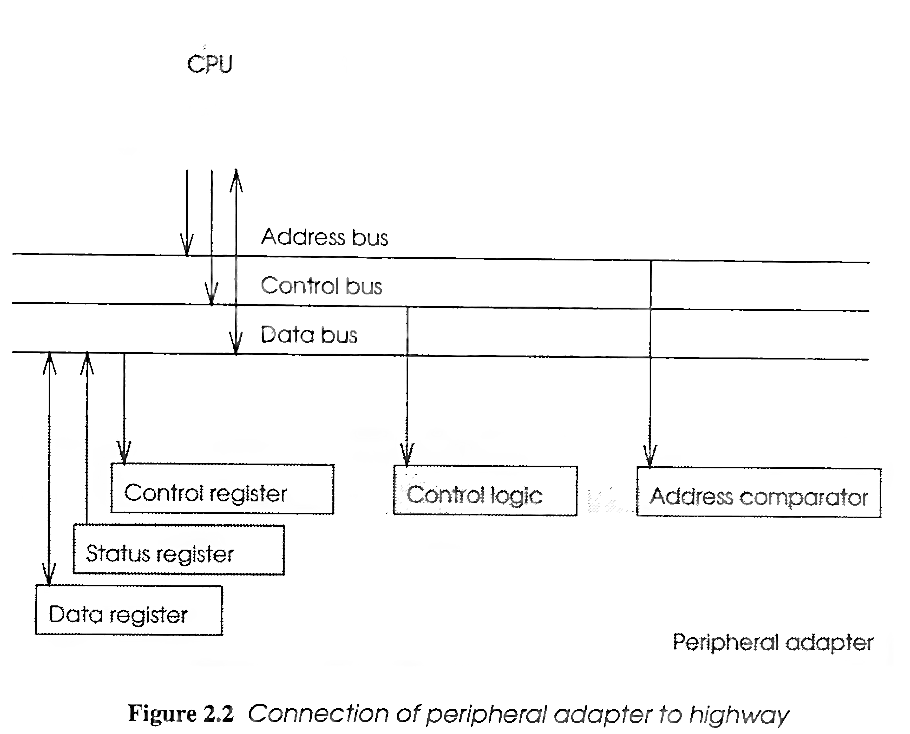 CPU
Address bus
Control bus
Data bus
Control register
Control logic
Address comparator
Status register
Data register
Peripheral adapter
Figure 2.2 Connection of peripheral adapter to highway